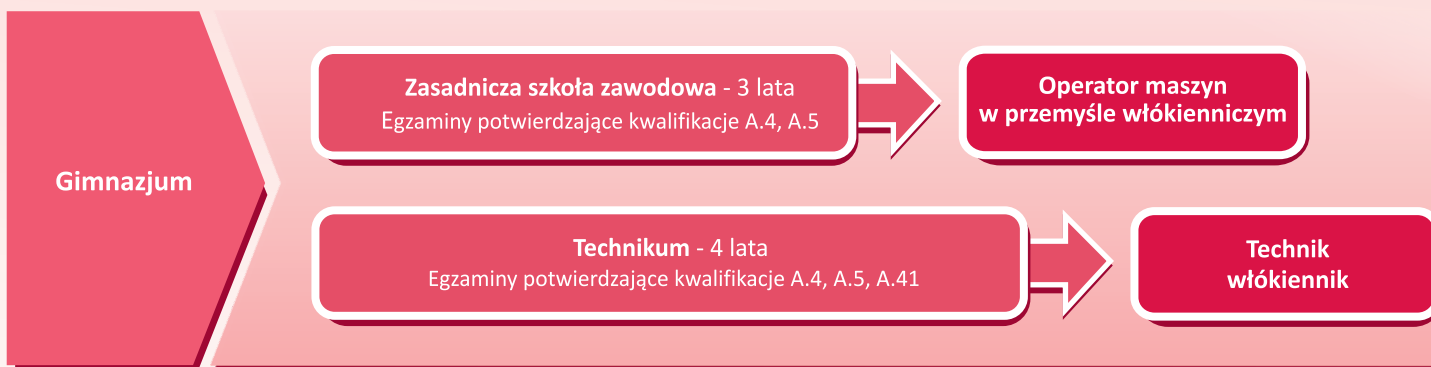 Gimnazjum
Zasadnicza szkoła zawodowa - 3 lata
Egzaminy potwierdzające kwalifikacje A.4, A.5
Operator maszyn
w przemyśle włókienniczym
Technikum - 4 lata
Egzaminy potwierdzające kwalifikacje A.4, A.5, A.41
Technik
włókiennik